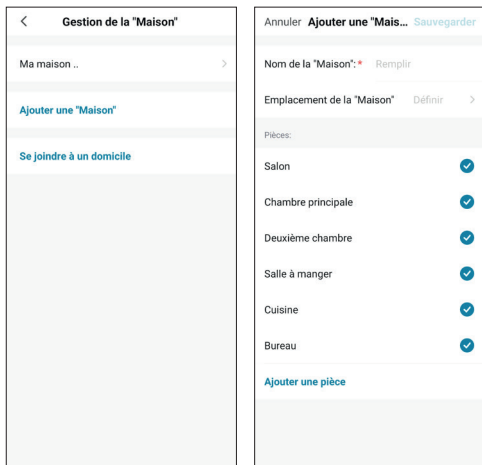 Gestion de la "Maison"
Ma maison ..
Ajouter une "Maison"
Se joindre à un domicile
Annuler Ajouter une "Mais... Sauvegarder
Nom de la "Maison":* Remplir
Emplacement de la "Maison" Définir
Pièces:
Salon
Chambre principale
Deuxième chambre
Salle à manger
Cuisine
Bureau
Ajouter une pièce